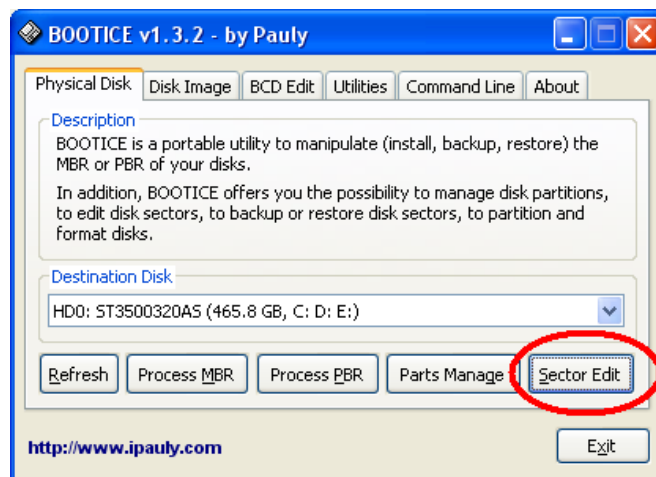 BOOTICE v1.3.2 - by Pauly
Physical Disk Disk Image BCD Edit Utilities Command Line About
Description
BOOTICE is a portable utility to manipulate (install, backup, restore) the
MBR or PBR of your disks.
In addition, BOOTICE offers you the possibility to manage disk partitions,
to edit disk sectors, to backup or restore disk sectors, to partition and
format disks.
Destination Disk
HD0: ST3500320AS (465.8 GB, C: D: E:)
Refresh Process MBR Process PBR Parts Manage Sector Edit
http://www.ipauly.com Exit